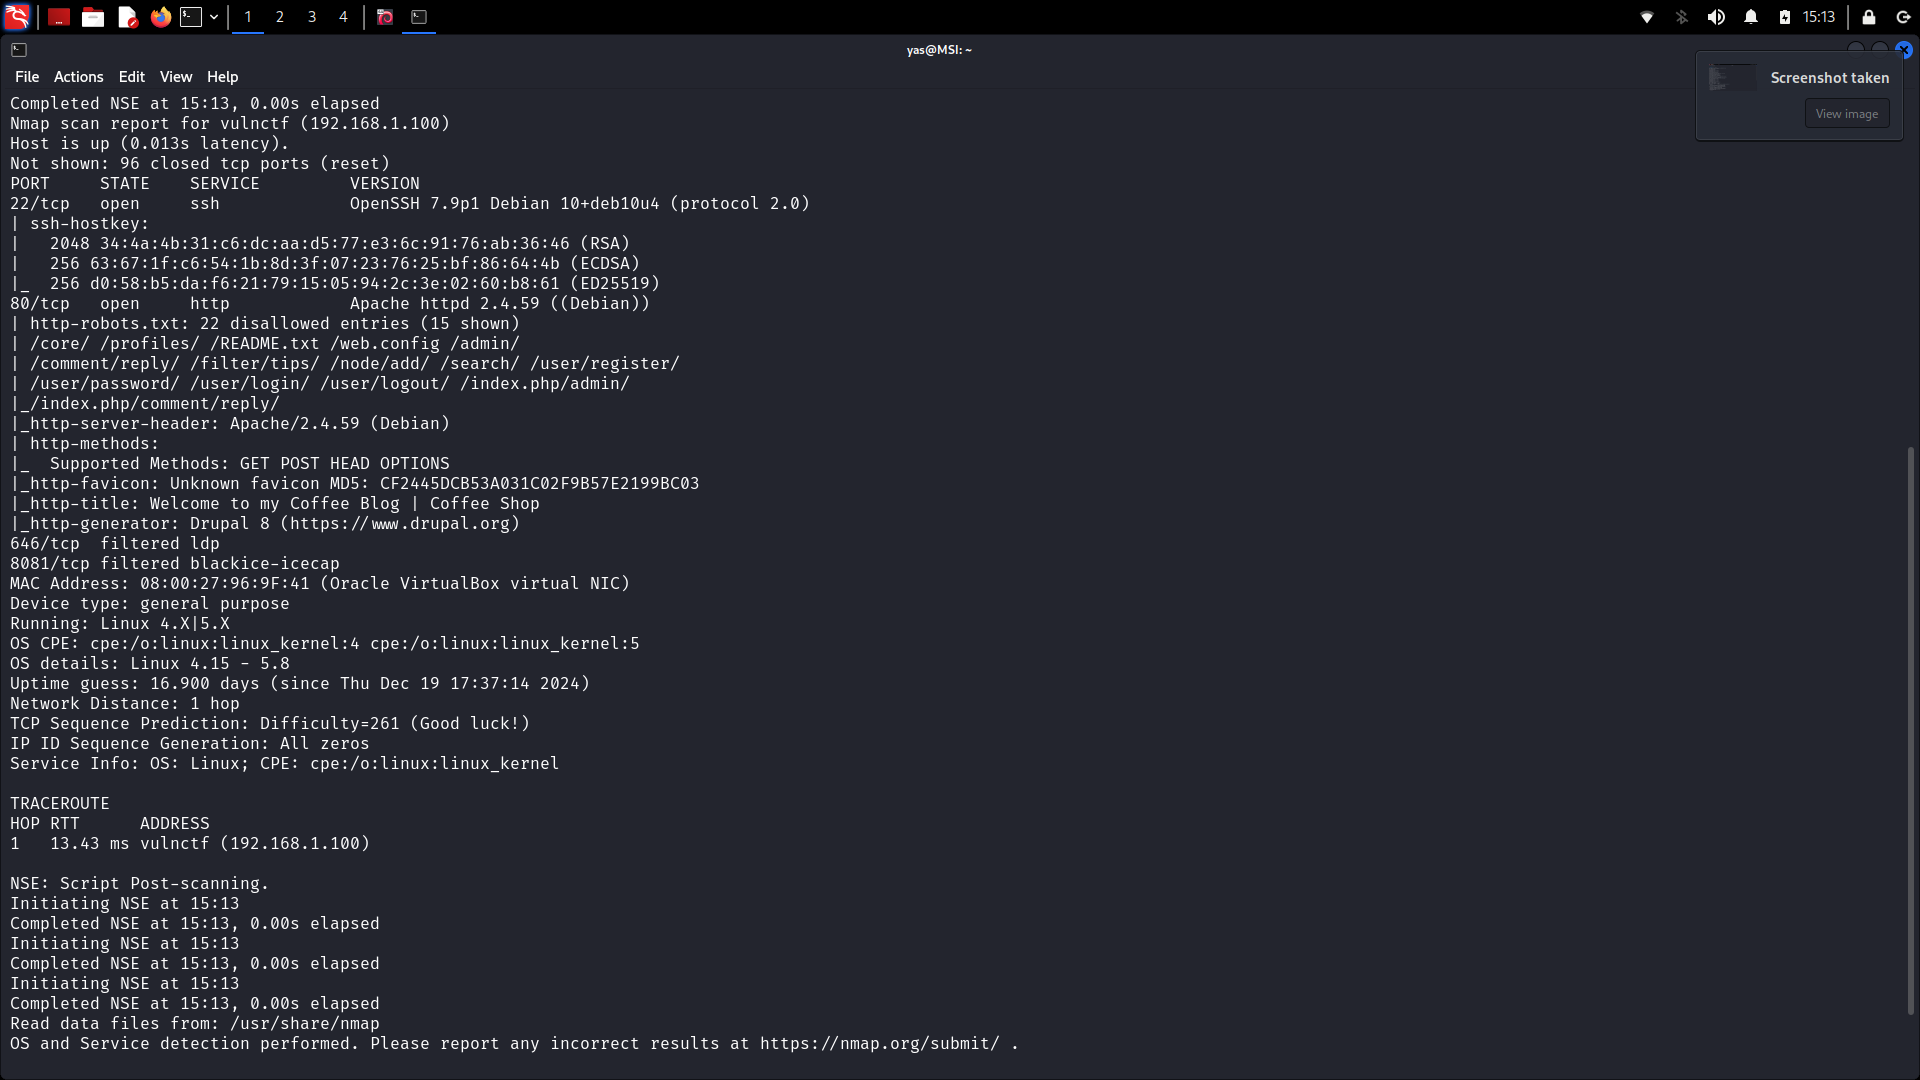 1 2 3 4 15:13
yas@MSI: ~
File Actions Edit View Help
Screenshot taken
View image
Completed NSE at 15:13, 0.00s elapsed
Nmap scan report for vulnctf (192.168.1.100)
Host is up (0.013s latency).
Not shown: 96 closed tcp ports (reset)
PORT     STATE    SERVICE         VERSION
22/tcp   open     ssh             OpenSSH 7.9p1 Debian 10+deb10u4 (protocol 2.0)
| ssh-hostkey:
|   2048 34:4a:4b:31:c6:dc:aa:d5:77:e3:6c:91:76:ab:36:46 (RSA)
|   256 63:67:1f:c6:54:1b:8d:3f:07:23:76:25:bf:86:64:4b (ECDSA)
|_  256 d0:58:b5:da:f6:21:79:15:05:94:2c:3e:02:60:b8:61 (ED25519)
80/tcp   open     http            Apache httpd 2.4.59 ((Debian))
| http-robots.txt: 22 disallowed entries (15 shown)
| /core/ /profiles/ /README.txt /web.config /admin/
| /comment/reply/ /filter/tips/ /node/add/ /search/ /user/register/
| /user/password/ /user/login/ /user/logout/ /index.php/admin/
|_/index.php/comment/reply/
|_http-server-header: Apache/2.4.59 (Debian)
| http-methods:
|_  Supported Methods: GET POST HEAD OPTIONS
|_http-favicon: Unknown favicon MD5: CF2445DCB53A031C02F9B57E2199BC03
|_http-title: Welcome to my Coffee Blog | Coffee Shop
|_http-generator: Drupal 8 (https://www.drupal.org)
646/tcp  filtered ldp
8081/tcp filtered blackice-icecap
MAC Address: 08:00:27:96:9F:41 (Oracle VirtualBox virtual NIC)
Device type: general purpose
Running: Linux 4.X|5.X
OS CPE: cpe:/o:linux:linux_kernel:4 cpe:/o:linux:linux_kernel:5
OS details: Linux 4.15 - 5.8
Uptime guess: 16.900 days (since Thu Dec 19 17:37:14 2024)
Network Distance: 1 hop
TCP Sequence Prediction: Difficulty=261 (Good luck!)
IP ID Sequence Generation: All zeros
Service Info: OS: Linux; CPE: cpe:/o:linux:linux_kernel
TRACEROUTE
HOP RTT      ADDRESS
1   13.43 ms vulnctf (192.168.1.100)
NSE: Script Post-scanning.
Initiating NSE at 15:13
Completed NSE at 15:13, 0.00s elapsed
Initiating NSE at 15:13
Completed NSE at 15:13, 0.00s elapsed
Initiating NSE at 15:13
Completed NSE at 15:13, 0.00s elapsed
Read data files from: /usr/share/nmap
OS and Service detection performed. Please report any incorrect results at https://nmap.org/submit/ .